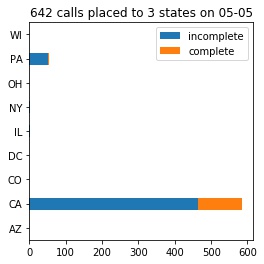 642 calls placed to 3 states on 05-05
incomplete
complete
WI
PA
OH
NY
IL
DC
CO
CA
AZ
0 100 200 300 400 500 600